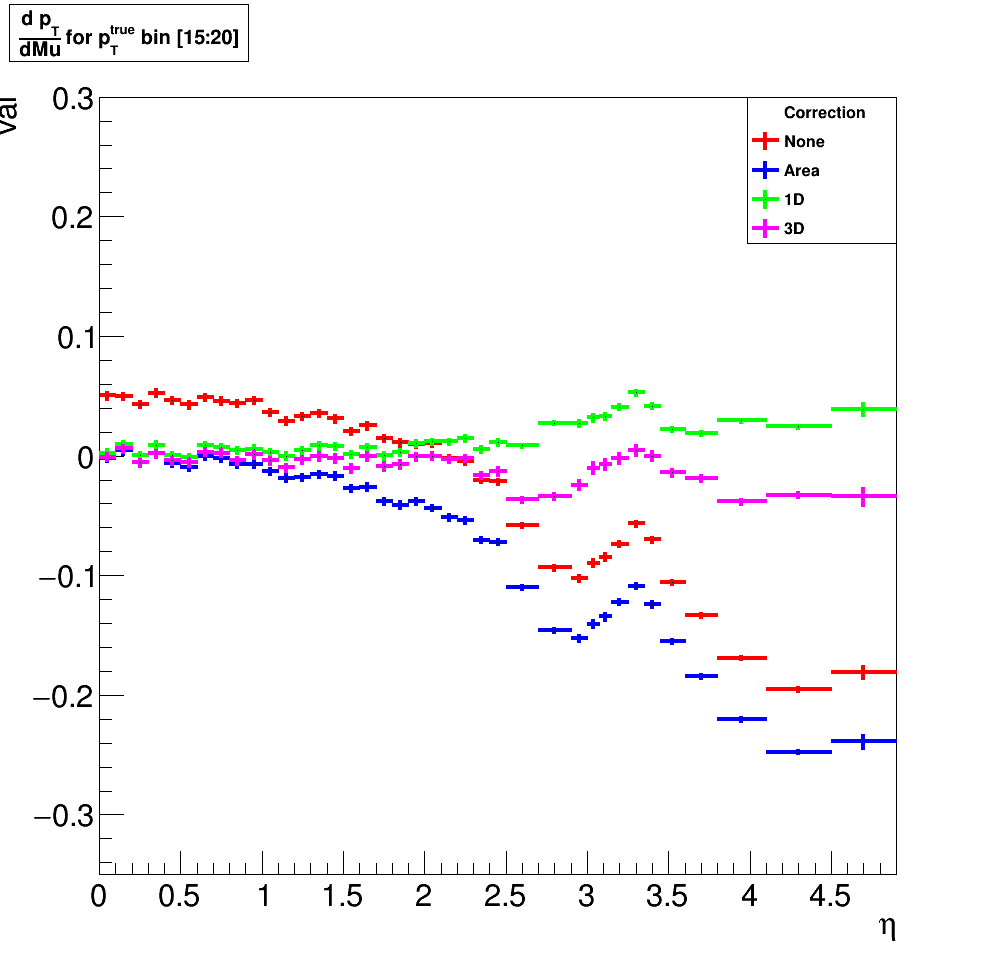 d p_T
dMu
for p_T^true bin [15:20]
val
0.3
0.2
0.1
0
−0.1
−0.2
−0.3
Correction
None
Area
1D
3D
0 0.5 1 1.5 2 2.5 3 3.5 4 4.5
η